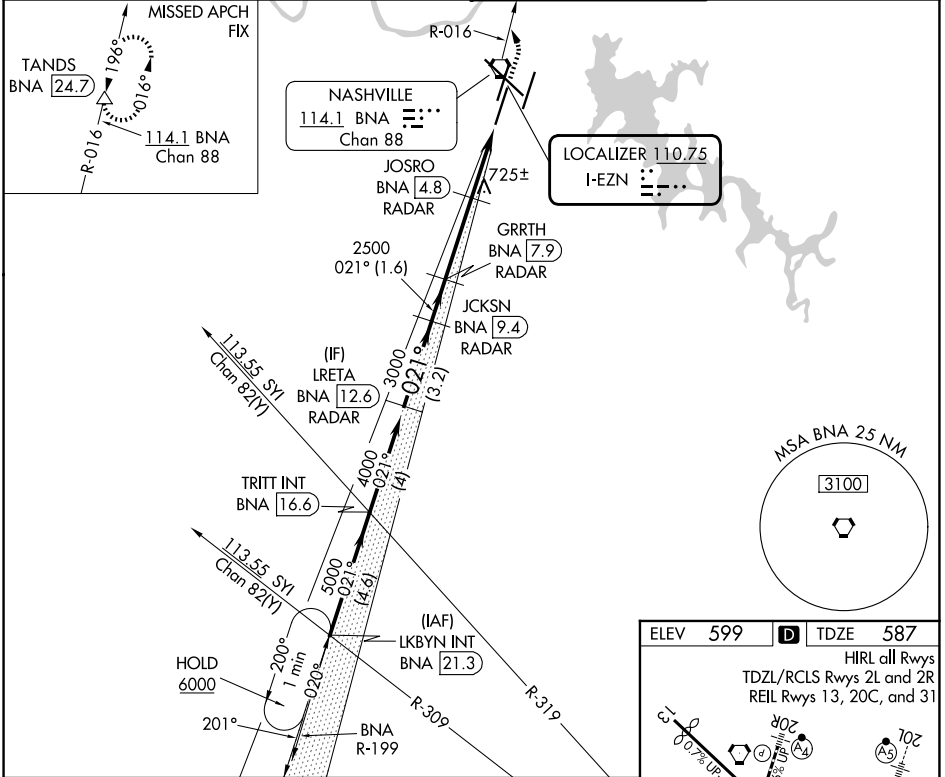 MISSED APCH
FIX
TANDS
BNA 24.7
196°
016°
R-016
114.1 BNA
Chan 88
R-016
NASHVILLE
114.1 BNA
Chan 88
LOCALIZER 110.75
I-EZN
JOSRO
BNA 4.8
RADAR
725±
GRRTH
BNA 7.9
RADAR
2500
021° (1.6)
JCKSN
BNA 9.4
RADAR
113.55 SYI
Chan 82(Y)
(IF)
LRETA
BNA 12.6
RADAR
3000
021°
(3.2)
MSA BNA 25 NM
3100
TRITT INT
BNA 16.6
4000
021°
(4)
113.55 SYI
Chan 82(Y)
5000
021°
(4.6)
(IAF)
LKBYN INT
BNA 21.3
HOLD
6000
200°
1 min
020°
201°
BNA
R-199
R-309
R-319
ELEV 599 D TDZE 587
HIRL all Rwys
TDZL/RCLS Rwys 2L and 2R
REIL Rwys 13, 20C, and 31
13
0.7% UP
20R
% UP
A4
A5
20L